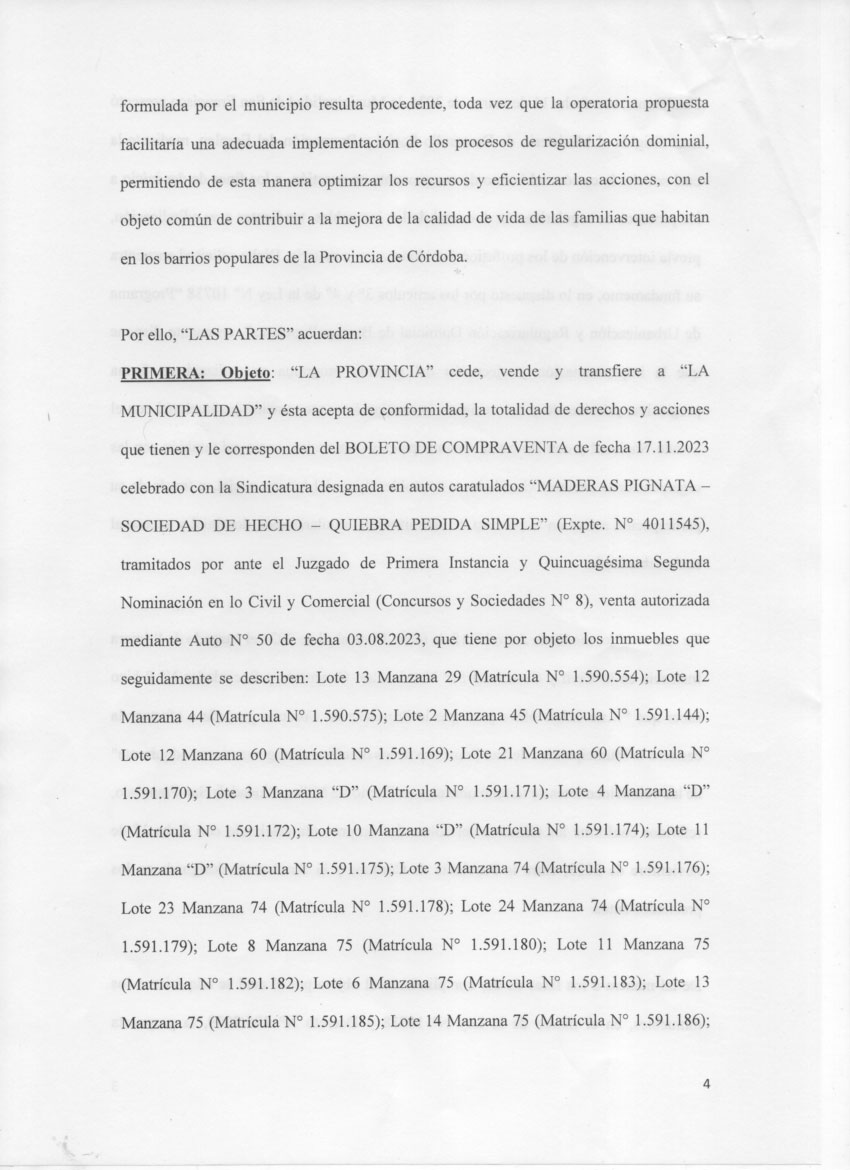 formulada por el municipio resulta procedente, toda vez que la operatoria propuesta
facilitaría una adecuada implementación de los procesos de regularización dominial,
permitiendo de esta manera optimizar los recursos y eficientizar las acciones, con el
objeto común de contribuir a la mejora de la calidad de vida de las familias que habitan
en los barrios populares de la Provincia de Córdoba.
Por ello, “LAS PARTES” acuerdan:
PRIMERA: Objeto: “LA PROVINCIA” cede, vende y transfiere a “LA
MUNICIPALIDAD” y ésta acepta de conformidad, la totalidad de derechos y acciones
que tienen y le corresponden del BOLETO DE COMPRAVENTA de fecha 17.11.2023
celebrado con la Sindicatura designada en autos caratulados “MADERAS PIGNATA –
SOCIEDAD DE HECHO – QUIEBRA PEDIDA SIMPLE” (Expte. N° 4011545),
tramitados por ante el Juzgado de Primera Instancia y Quincuagésima Segunda
Nominación en lo Civil y Comercial (Concursos y Sociedades N° 8), venta autorizada
mediante Auto N° 50 de fecha 03.08.2023, que tiene por objeto los inmuebles que
seguidamente se describen: Lote 13 Manzana 29 (Matrícula N° 1.590.554); Lote 12
Manzana 44 (Matrícula N° 1.590.575); Lote 2 Manzana 45 (Matrícula N° 1.591.144);
Lote 12 Manzana 60 (Matrícula N° 1.591.169); Lote 21 Manzana 60 (Matrícula N°
1.591.170); Lote 3 Manzana “D” (Matrícula N° 1.591.171); Lote 4 Manzana “D”
(Matrícula N° 1.591.172); Lote 10 Manzana “D” (Matrícula N° 1.591.174); Lote 11
Manzana “D” (Matrícula N° 1.591.175); Lote 3 Manzana 74 (Matrícula N° 1.591.176);
Lote 23 Manzana 74 (Matrícula N° 1.591.178); Lote 24 Manzana 74 (Matrícula N°
1.591.179); Lote 8 Manzana 75 (Matrícula N° 1.591.180); Lote 11 Manzana 75
(Matrícula N° 1.591.182); Lote 6 Manzana 75 (Matrícula N° 1.591.183); Lote 13
Manzana 75 (Matrícula N° 1.591.185); Lote 14 Manzana 75 (Matrícula N° 1.591.186);
4